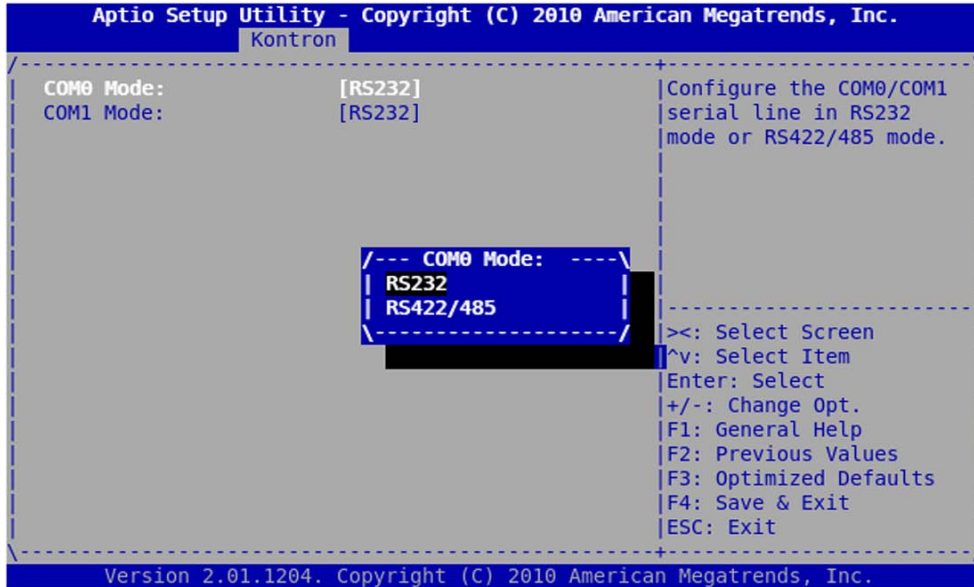 Aptio Setup Utility - Copyright (C) 2010 American Megatrends, Inc.
Kontron
COM0 Mode: [RS232]
COM1 Mode: [RS232]
Configure the COM0/COM1
serial line in RS232
mode or RS422/485 mode.
COM0 Mode:
RS232
RS422/485
><: Select Screen
^v: Select Item
Enter: Select
+/-: Change Opt.
F1: General Help
F2: Previous Values
F3: Optimized Defaults
F4: Save & Exit
ESC: Exit
Version 2.01.1204. Copyright (C) 2010 American Megatrends, Inc.